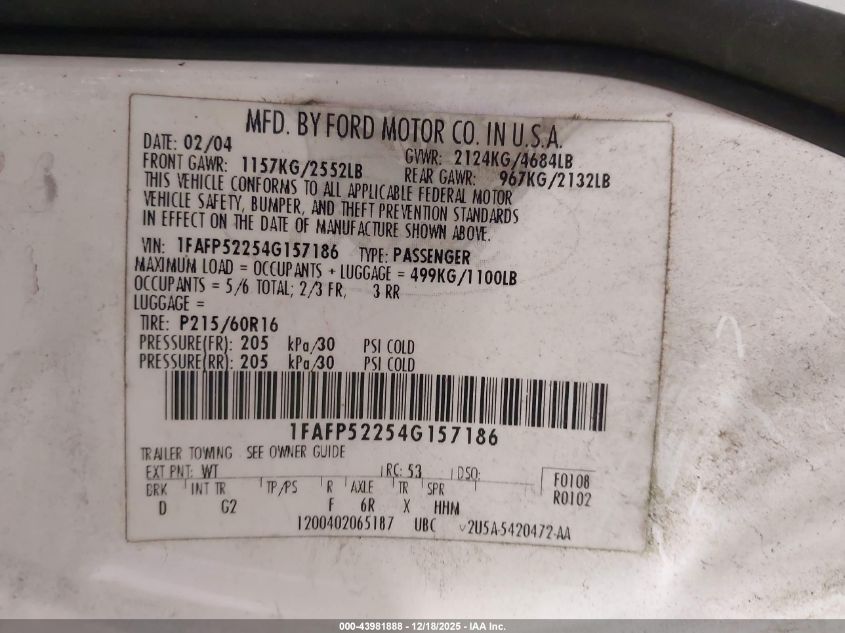 MFD. BY FORD MOTOR CO. IN U.S.A.
DATE: 02/04 GVWR: 2124KG/4684LB
FRONT GAWR: 1157KG/2552LB REAR GAWR: 967KG/2132LB
THIS VEHICLE CONFORMS TO ALL APPLICABLE FEDERAL MOTOR
VEHICLE SAFETY, BUMPER, AND THEFT PREVENTION STANDARDS
IN EFFECT ON THE DATE OF MANUFACTURE SHOWN ABOVE.
VIN: 1FAFP52254G157186 TYPE: PASSENGER
MAXIMUM LOAD = OCCUPANTS + LUGGAGE = 499KG/1100LB
OCCUPANTS = 5/6 TOTAL; 2/3 FR, 3 RR
LUGGAGE =
TIRE: P215/60R16
PRESSURE(FR): 205 kPa/30 PSI COLD
PRESSURE(RR): 205 kPa/30 PSI COLD
1FAFP52254G157186
TRAILER TOWING SEE OWNER GUIDE
EXT PNT: WT RC: 53 DSO: F0108
BRK INT TR TP/PS R AXLE TR SPR R0102
D G2 F 6R X HHM
1200402065187 UBC 2U5A-5420472-AA
000-43981888 - 12/18/2025 - IAA Inc.